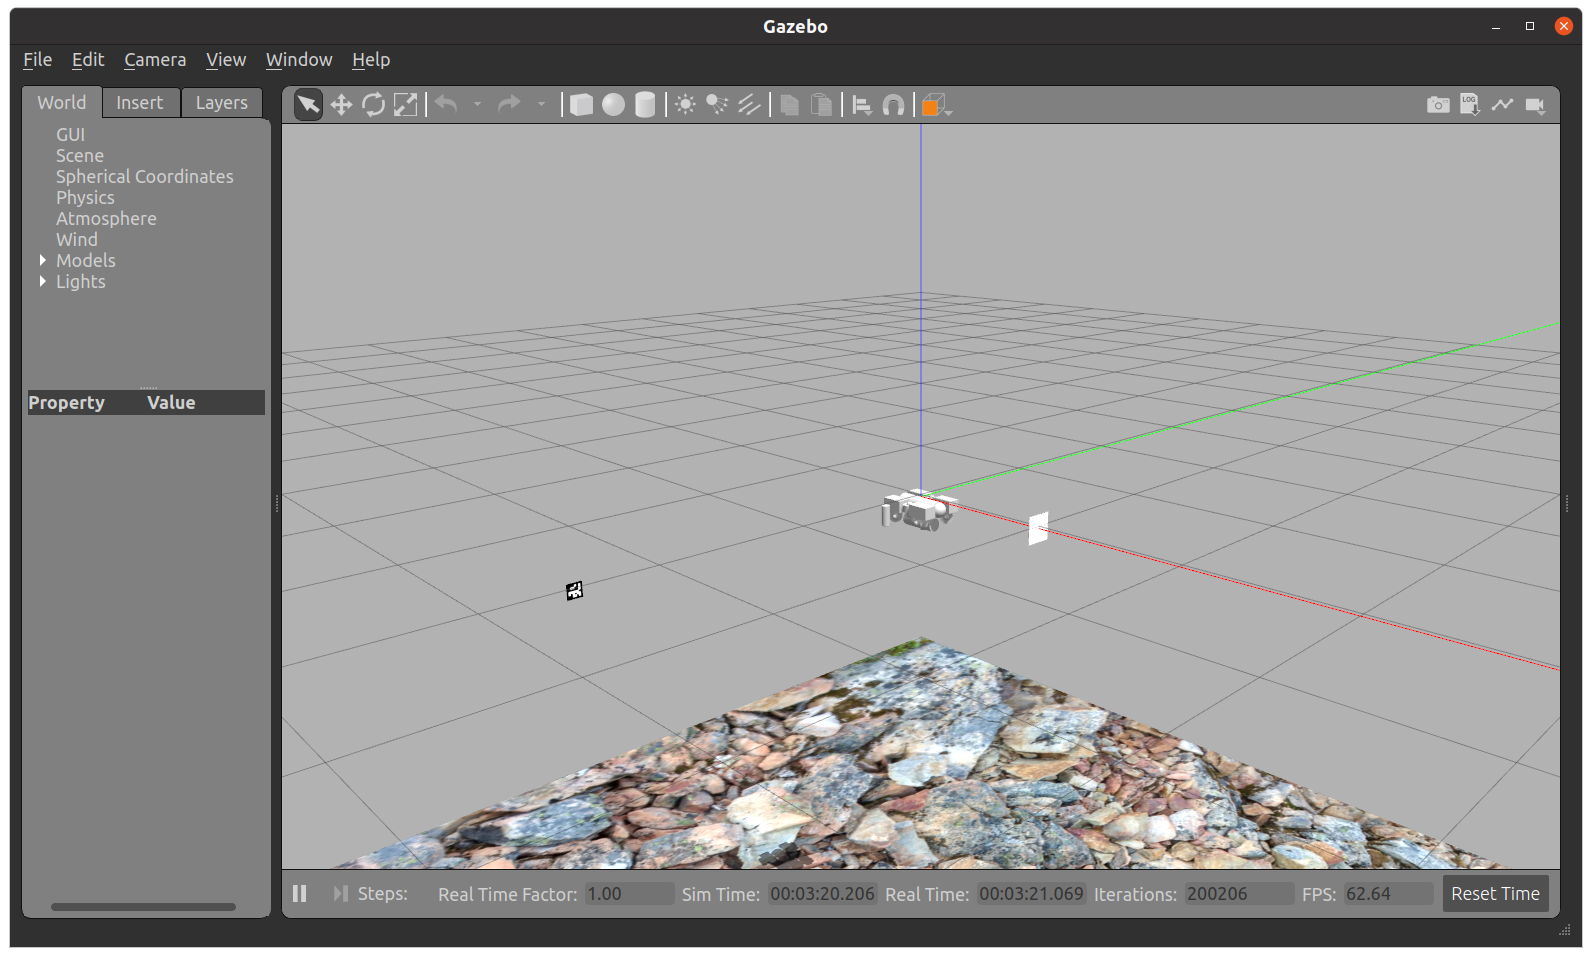 Gazebo
File Edit Camera View Window Help
World Insert Layers
LOG
GUI
Scene
Spherical Coordinates
Physics
Atmosphere
Wind
Models
Lights
Property Value
Steps: Real Time Factor: 1.00 Sim Time: 00:03:20.206 Real Time: 00:03:21.069 Iterations: 200206 FPS: 62.64 Reset Time